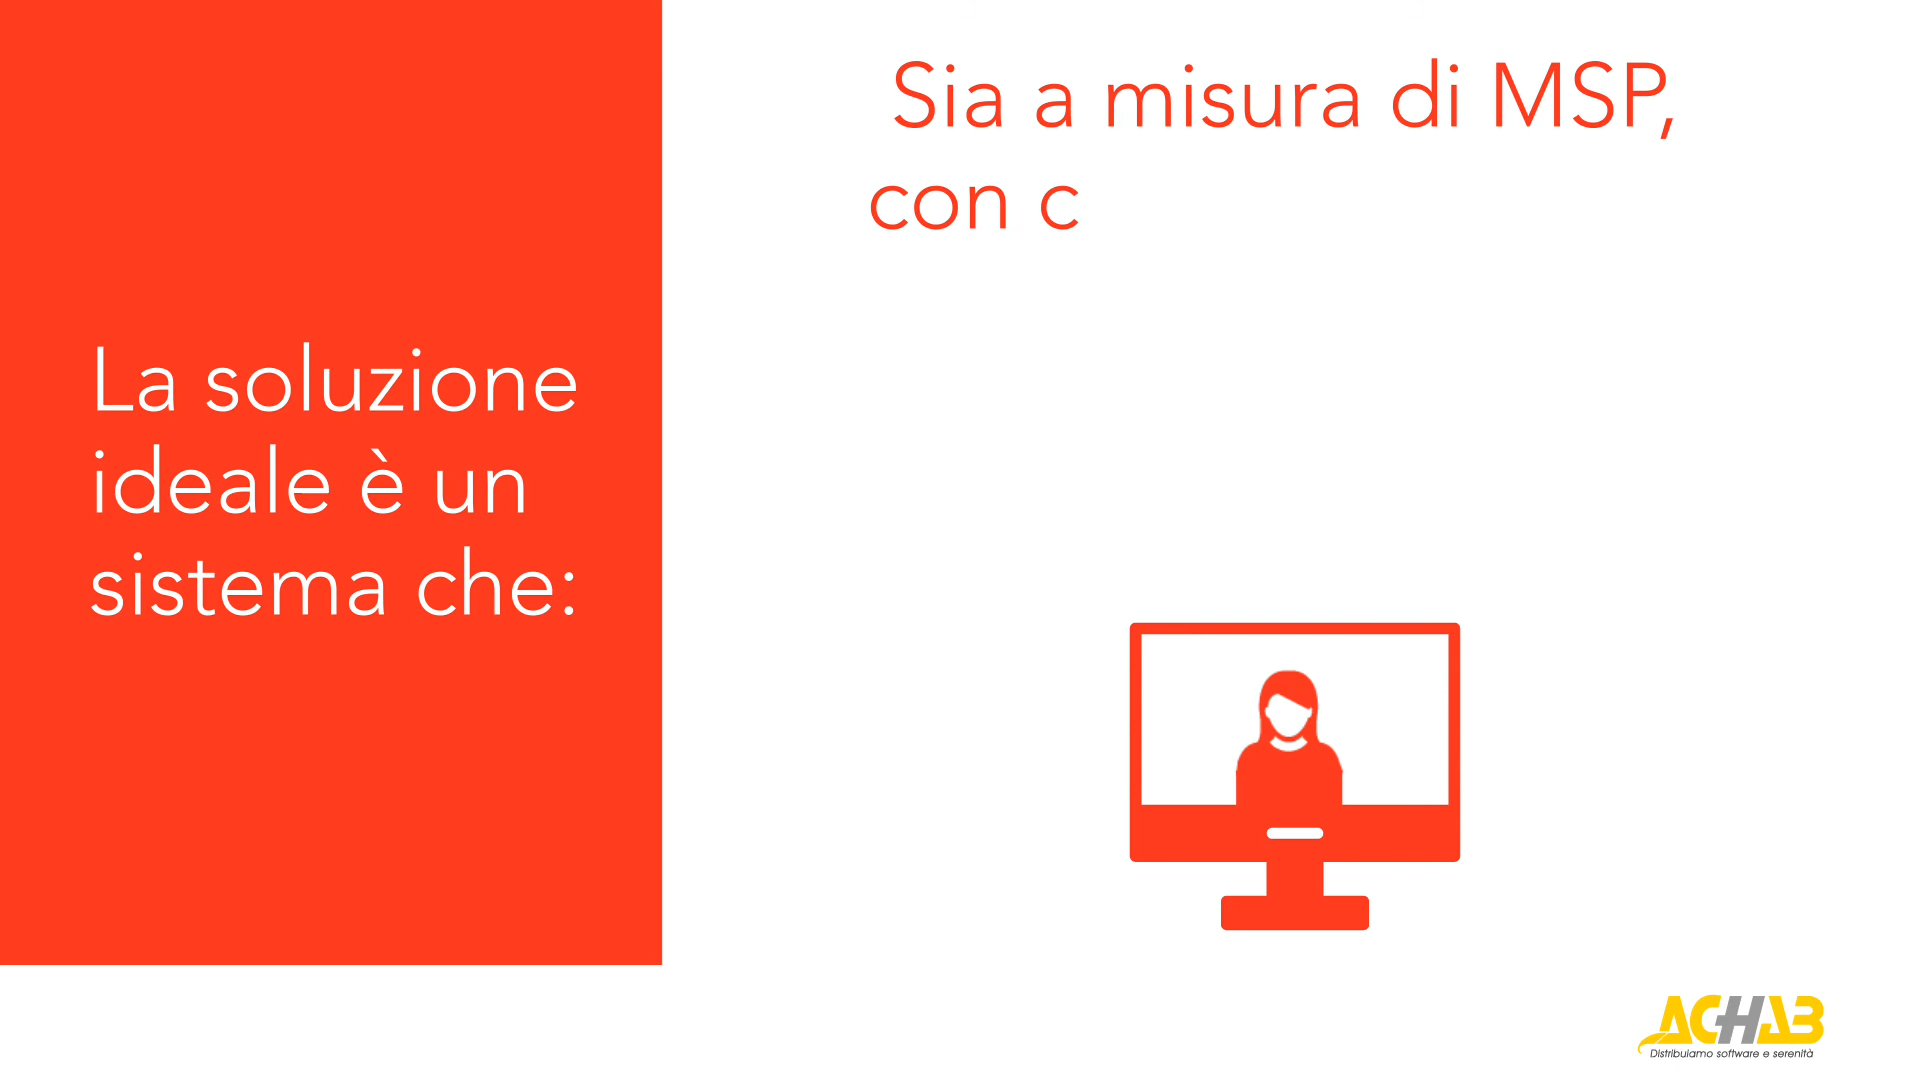 La soluzione
ideale è un
sistema che:
Sia a misura di MSP,
con c
ACHAB
Distribuiamo software e serenità